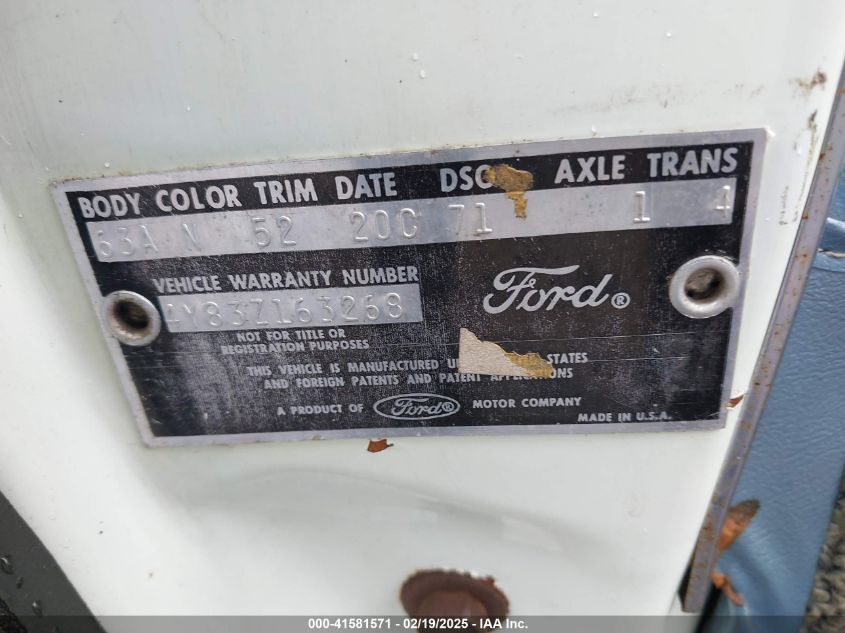 BODY COLOR TRIM DATE DSO AXLE TRANS
63A N 52 20C 71 1 4
VEHICLE WARRANTY NUMBER
Y83Z163268
Ford®
NOT FOR TITLE OR
REGISTRATION PURPOSES
THIS VEHICLE IS MANUFACTURED STATES
AND FOREIGN PATENTS AND PATENT APPLICATIONS
A PRODUCT OF Ford® MOTOR COMPANY
MADE IN U.S.A.
000-41581571 / 02/19/2025 - IAA Inc.